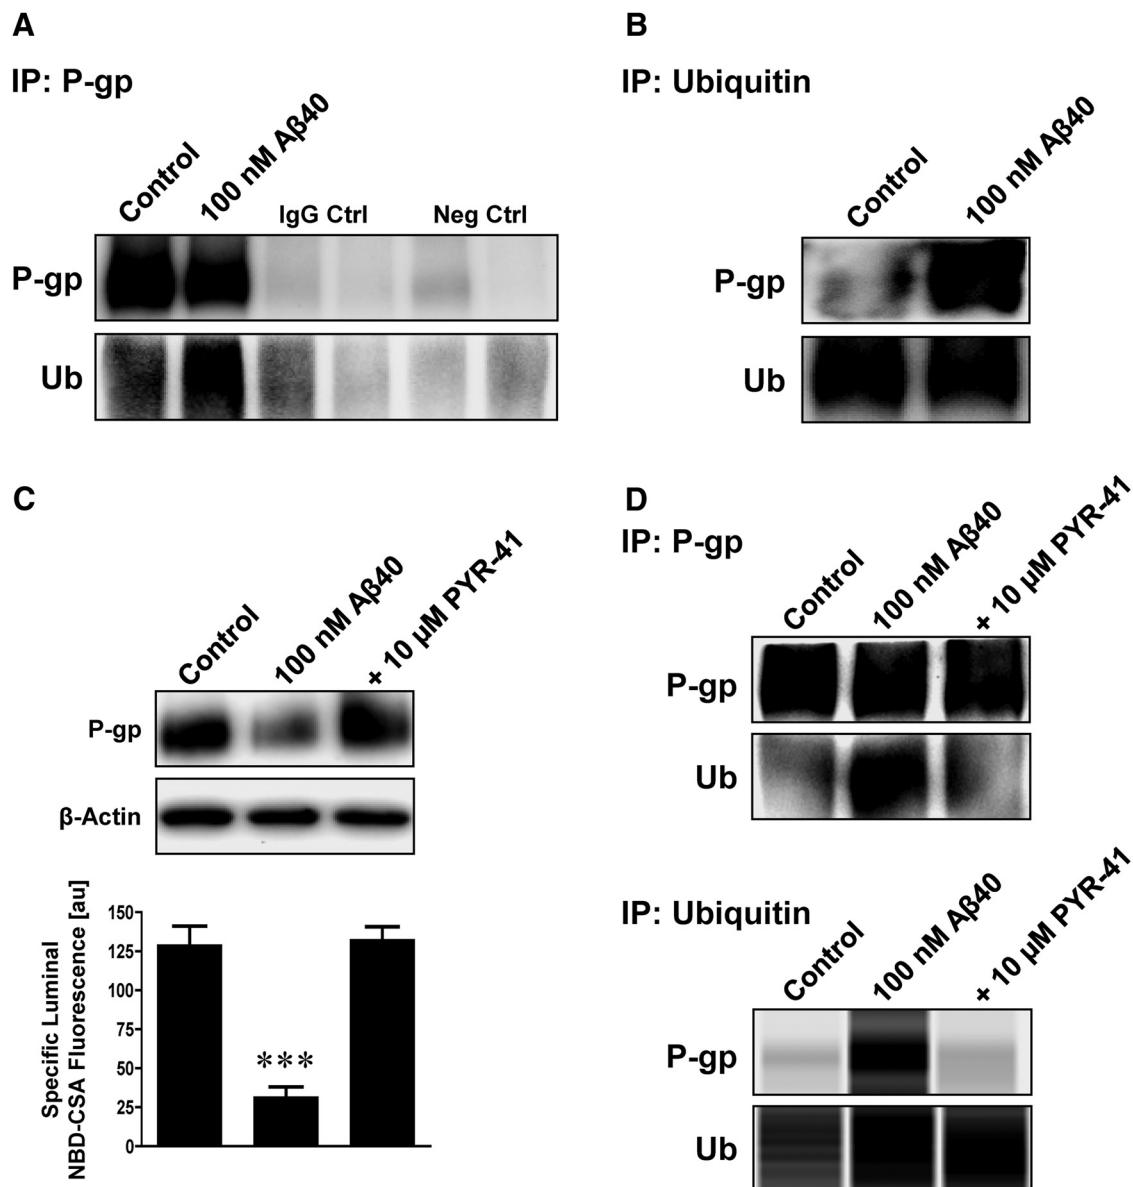 A
IP: P-gp
Control
100 nM Aβ40
IgG Ctrl
Neg Ctrl
P-gp
Ub
B
IP: Ubiquitin
Control
100 nM Aβ40
P-gp
Ub
C
Control
100 nM Aβ40
+ 10 µM PYR-41
P-gp
β-Actin
Specific Luminal
NBD-CSA Fluorescence [au]
150
125
100
75
50
25
0
***
D
IP: P-gp
Control
100 nM Aβ40
+ 10 µM PYR-41
P-gp
Ub
IP: Ubiquitin
Control
100 nM Aβ40
+ 10 µM PYR-41
P-gp
Ub